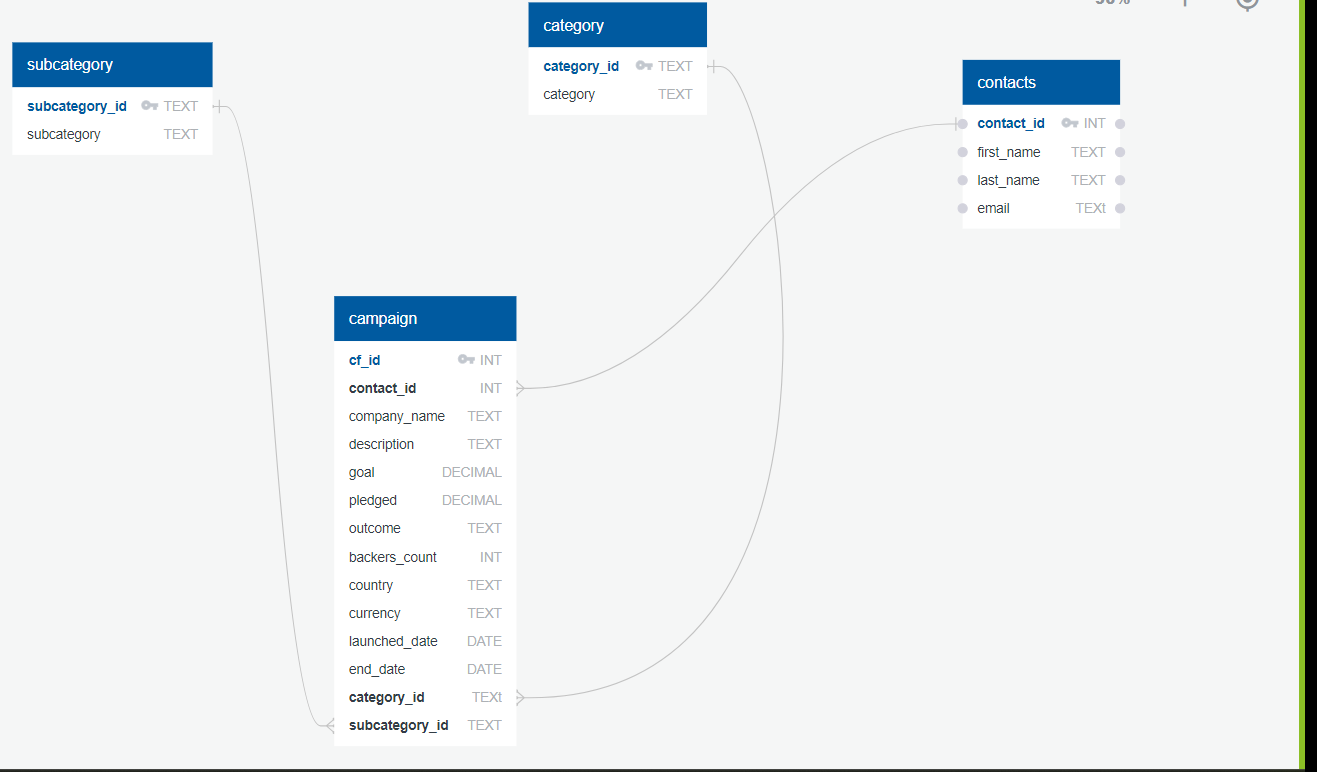 category
category_id TEXT
category TEXT
subcategory
subcategory_id TEXT
subcategory TEXT
contacts
contact_id INT
first_name TEXT
last_name TEXT
email TEXt
campaign
cf_id INT
contact_id INT
company_name TEXT
description TEXT
goal DECIMAL
pledged DECIMAL
outcome TEXT
backers_count INT
country TEXT
currency TEXT
launched_date DATE
end_date DATE
category_id TEXt
subcategory_id TEXT